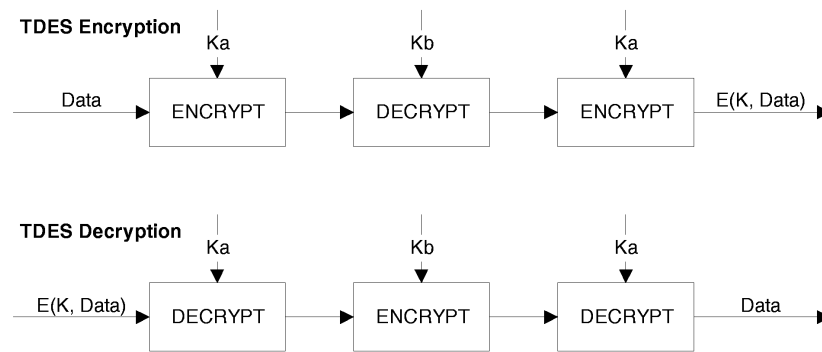 TDES Encryption
Ka Kb Ka
Data ENCRYPT DECRYPT ENCRYPT E(K, Data)
TDES Decryption
Ka Kb Ka
E(K, Data) DECRYPT ENCRYPT DECRYPT Data